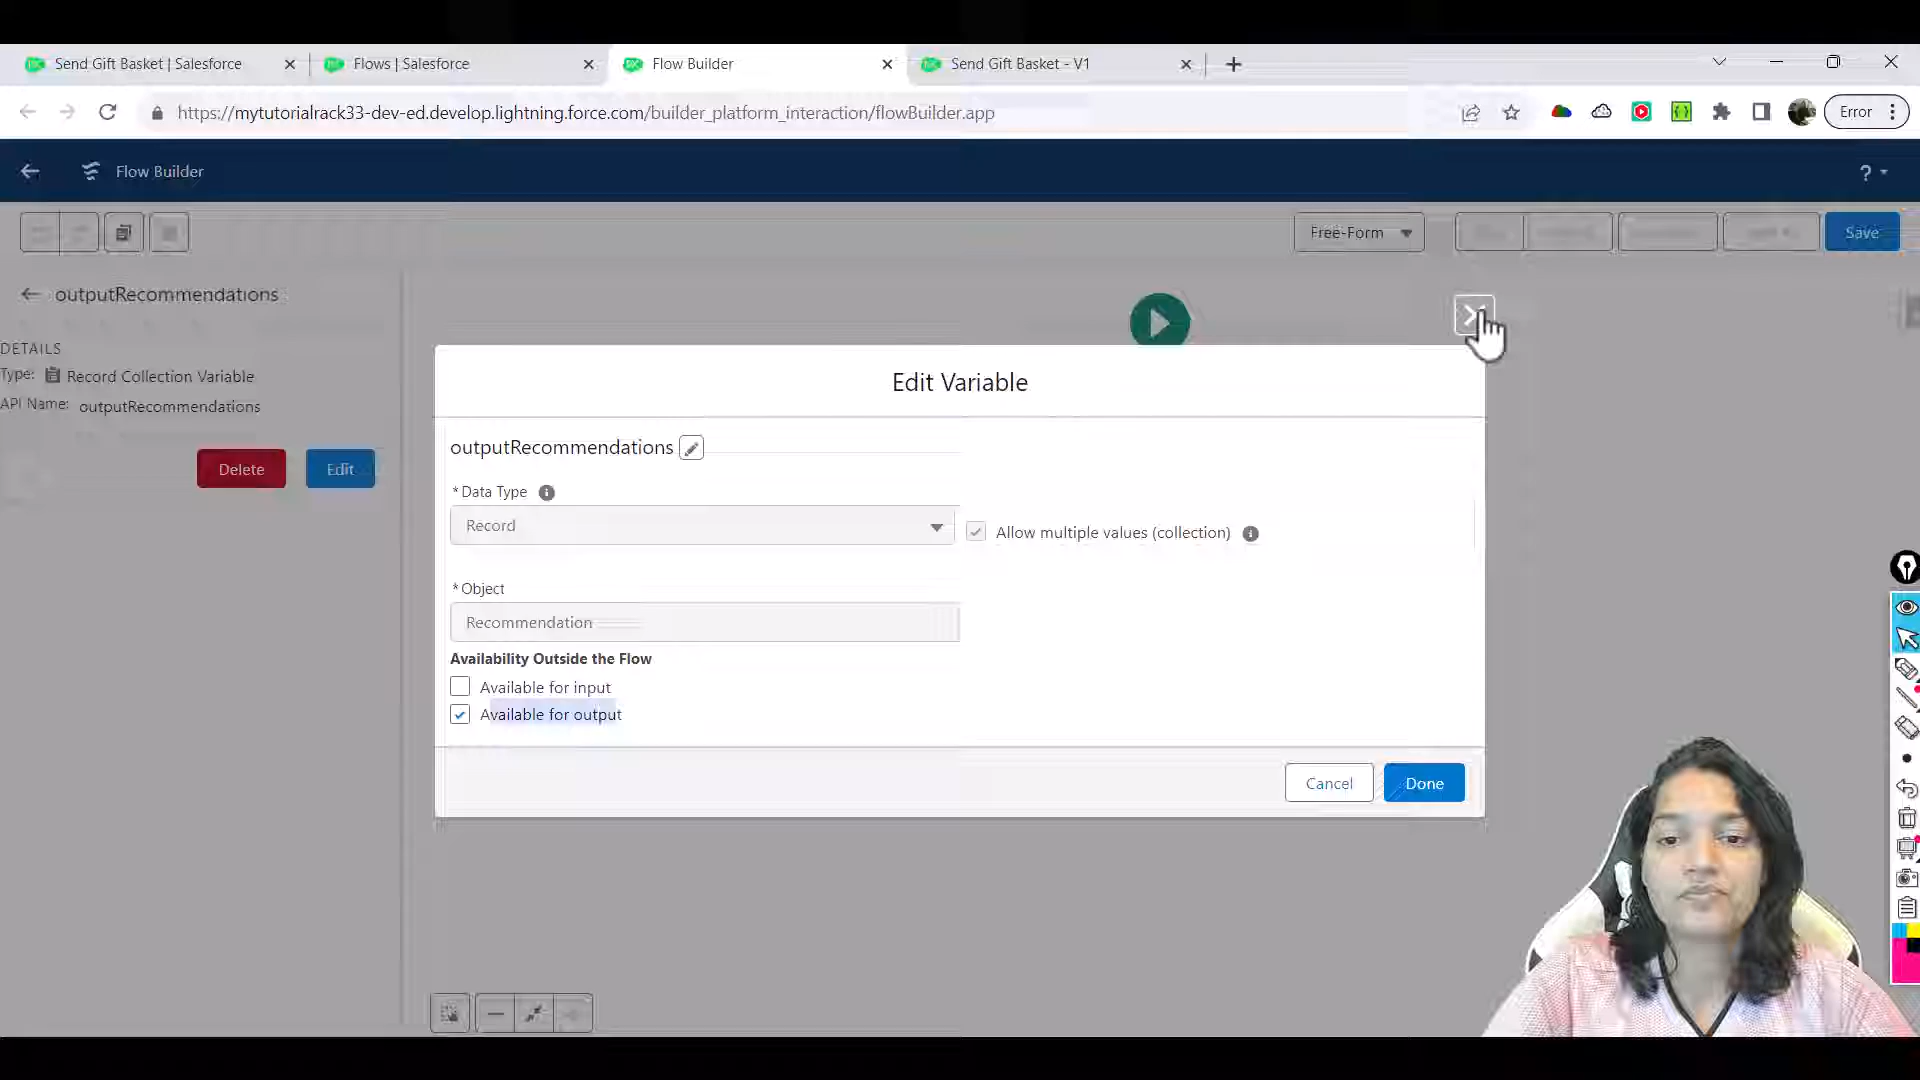 Send Gift Basket | Salesforce
Flows | Salesforce
Flow Builder
Send Gift Basket - V1
https://mytutorialrack33-dev-ed.develop.lightning.force.com/builder_platform_interaction/flowBuilder.app
Error
Flow Builder
?
Free-Form
Save
outputRecommendations
DETAILS
Type: Record Collection Variable
API Name: outputRecommendations
Delete
Edit
Edit Variable
outputRecommendations
* Data Type
Record
Allow multiple values (collection)
* Object
Recommendation
Availability Outside the Flow
Available for input
Available for output
Cancel
Done